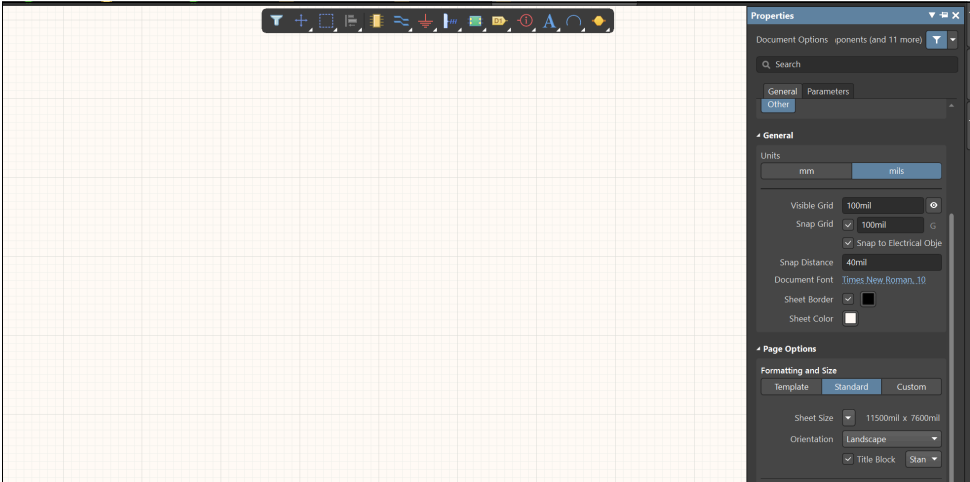 D1
A
Properties
Document Options ponents (and 11 more)
Search
General Parameters
Other
General
Units
mm mils
Visible Grid 100mil
Snap Grid 100mil G
Snap to Electrical Obje
Snap Distance 40mil
Document Font Times New Roman, 10
Sheet Border
Sheet Color
Page Options
Formatting and Size
Template Standard Custom
Sheet Size 11500mil x 7600mil
Orientation Landscape
Title Block Stan